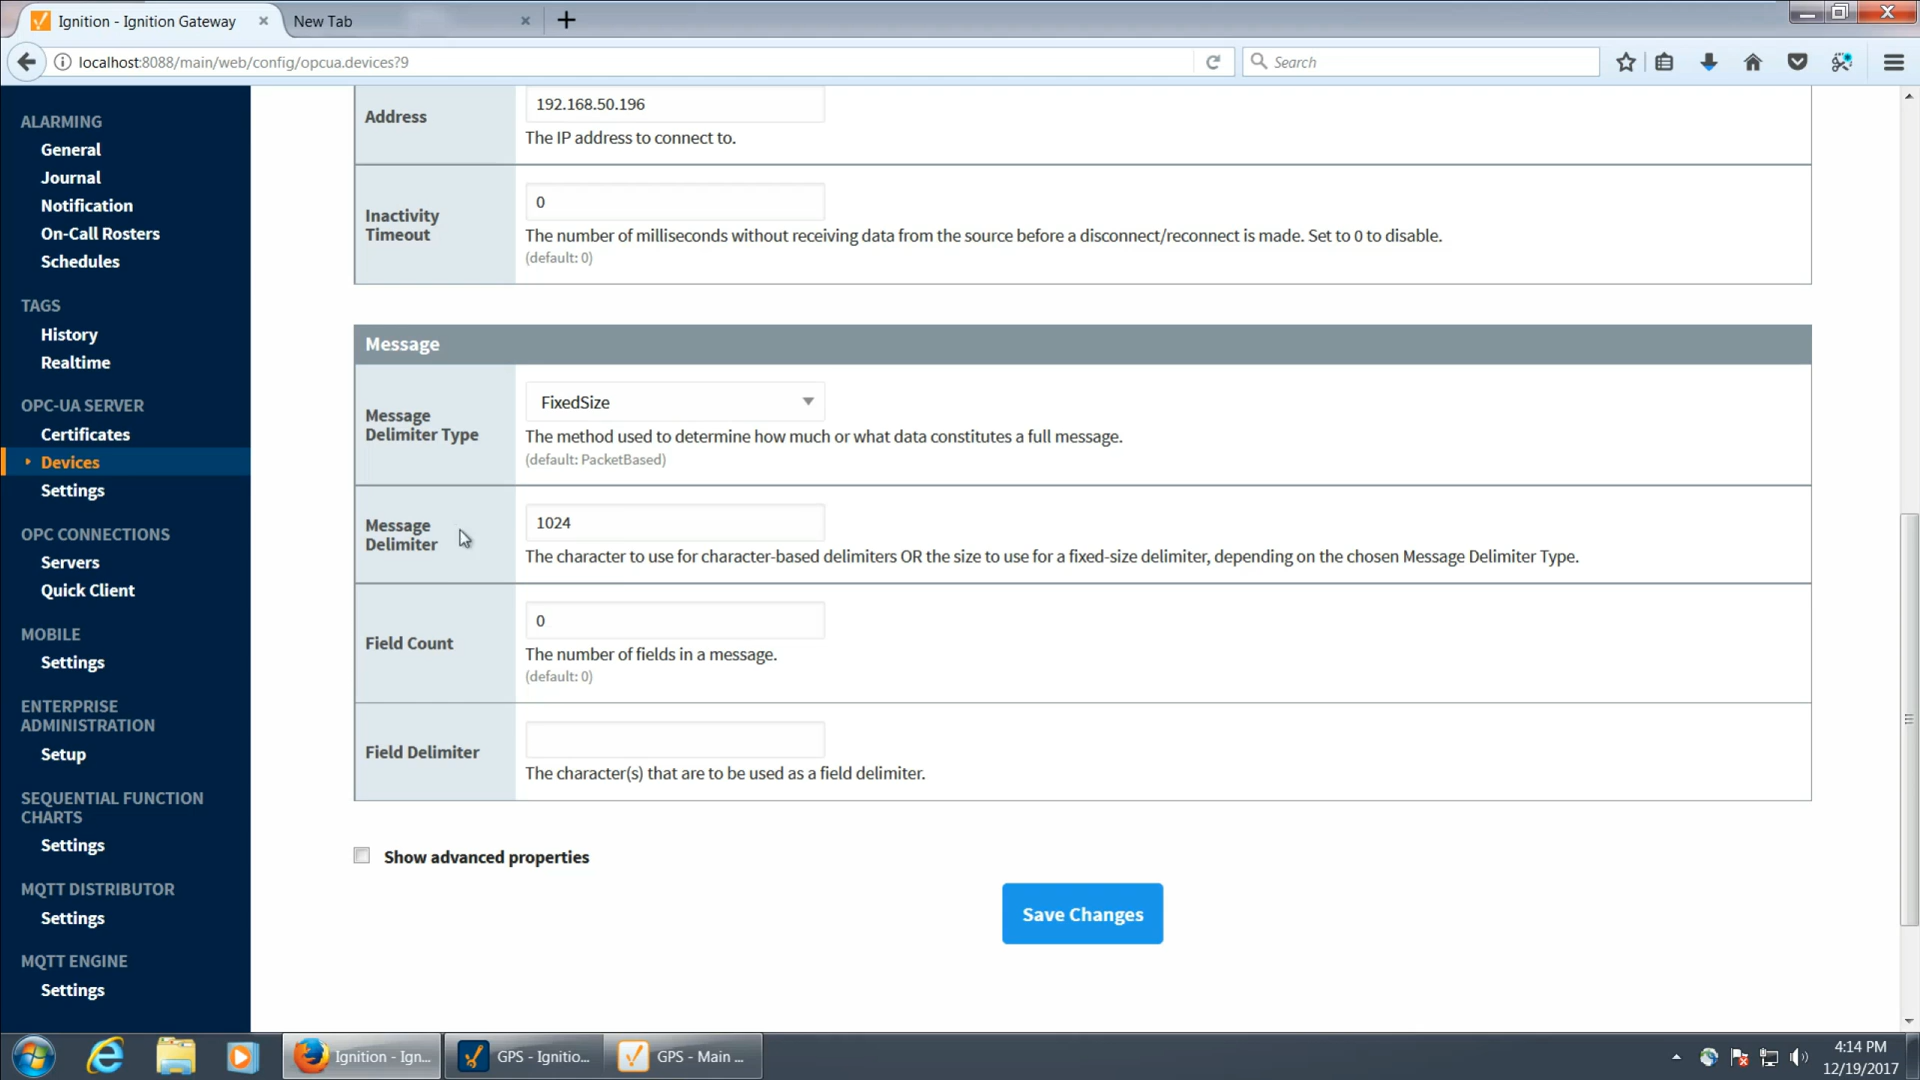 Ignition - Ignition Gateway
New Tab
localhost:8088/main/web/config/opcua.devices?9
Search
ALARMING
General
Journal
Notification
On-Call Rosters
Schedules
TAGS
History
Realtime
OPC-UA SERVER
Certificates
Devices
Settings
OPC CONNECTIONS
Servers
Quick Client
MOBILE
Settings
ENTERPRISE
ADMINISTRATION
Setup
SEQUENTIAL FUNCTION
CHARTS
Settings
MQTT DISTRIBUTOR
Settings
MQTT ENGINE
Settings
Address
192.168.50.196
The IP address to connect to.
Inactivity
Timeout
0
The number of milliseconds without receiving data from the source before a disconnect/reconnect is made. Set to 0 to disable.
(default: 0)
Message
Message
Delimiter Type
FixedSize
The method used to determine how much or what data constitutes a full message.
(default: PacketBased)
Message
Delimiter
1024
The character to use for character-based delimiters OR the size to use for a fixed-size delimiter, depending on the chosen Message Delimiter Type.
Field Count
0
The number of fields in a message.
(default: 0)
Field Delimiter
The character(s) that are to be used as a field delimiter.
Show advanced properties
Save Changes
Ignition - Ign...
GPS - Ignitio...
GPS - Main ...
4:14 PM
12/19/2017